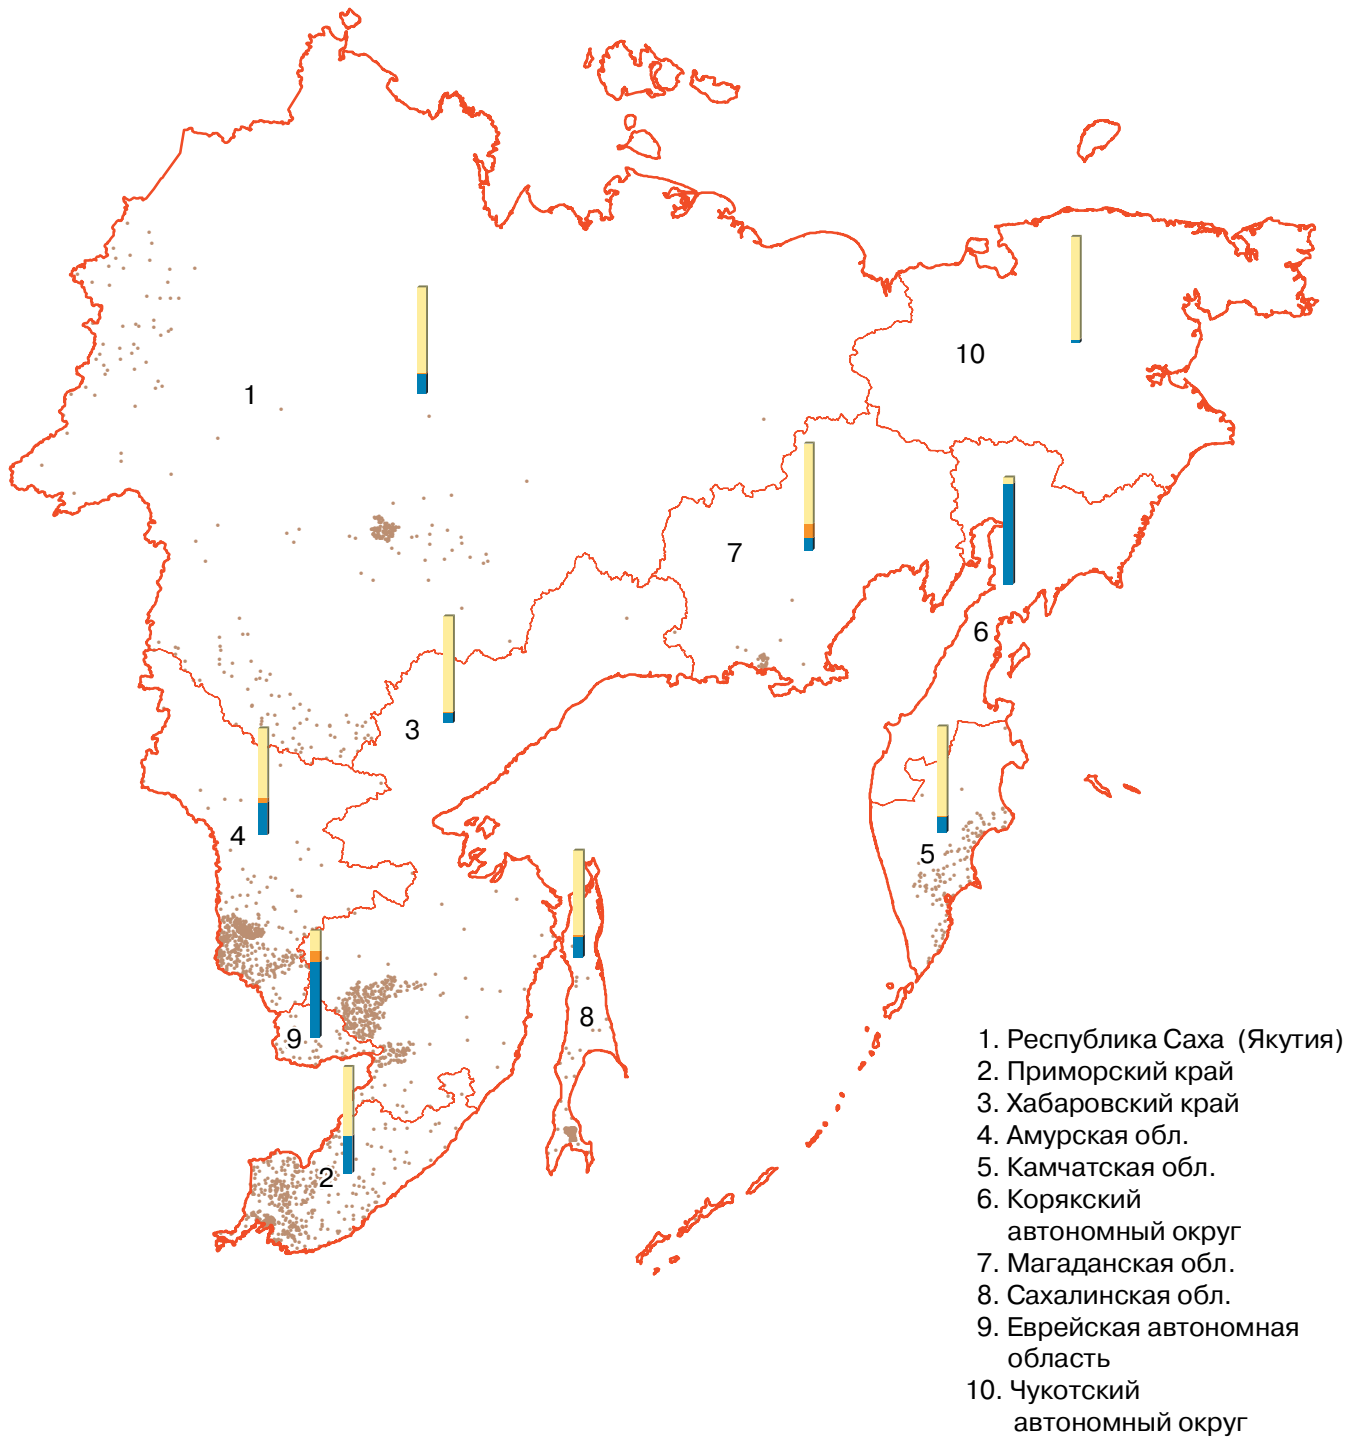 10
1
7
6
3
4
5
8
9
2
1. Республика Саха (Якутия)
2. Приморский край
3. Хабаровский край
4. Амурская обл.
5. Камчатская обл.
6. Корякский
автономный округ
7. Магаданская обл.
8. Сахалинская обл.
9. Еврейская автономная
область
10. Чукотский
автономный округ